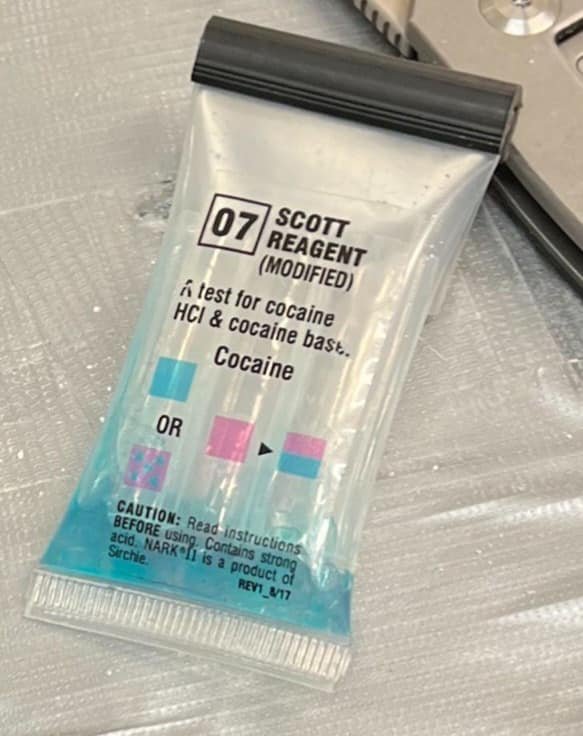 07 SCOTT
REAGENT
(MODIFIED)
A test for cocaine
HCl & cocaine base.
Cocaine
OR
CAUTION: Read instructions
BEFORE using. Contains strong
acid. NARK®II is a product of
Sirchie.
REV1_8/17